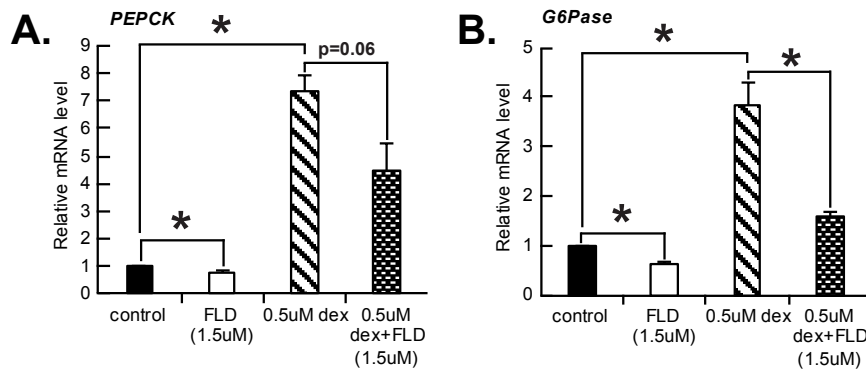 A.
PEPCK
*
p=0.06
*
Relative mRNA level
9
8
7
6
5
4
3
2
1
0
control
FLD
(1.5uM)
0.5uM dex
0.5uM
dex+FLD
(1.5uM)
B.
G6Pase
*
*
*
Relative mRNA level
5
4
3
2
1
0
control
FLD
(1.5uM)
0.5uM dex
0.5uM
dex+FLD
(1.5uM)